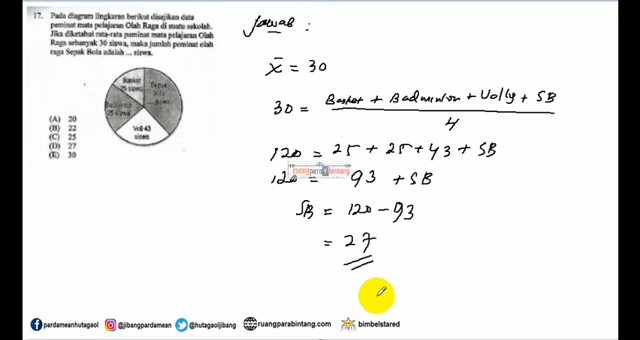 17. Pada diagram lingkaran berikut disajikan data
peminat mata pelajaran Olah Raga di suatu sekolah.
Jika diketahui rata-rata peminat mata pelajaran Olah
Raga sebanyak 30 siswa, maka jumlah peminat olah
raga Sepak Bola adalah ... siswa.
Basket
25 siswa
Sepak
Bola
... siswa
Badminton
25 siswa
Voli 43
siswa
(A) 20
(B) 22
(C) 25
(D) 27
(E) 30
Jawab :
x̄ = 30
30 = Basket + Badminton + Volly + SB
4
120 = 25 + 25 + 43 + SB
120 = 93 + SB
SB = 120 - 93
= 27
ruangparabintang
pardameanhutagaol @jibangpardamean @hutagaoljibang ruangparabintang.com bimbelstared